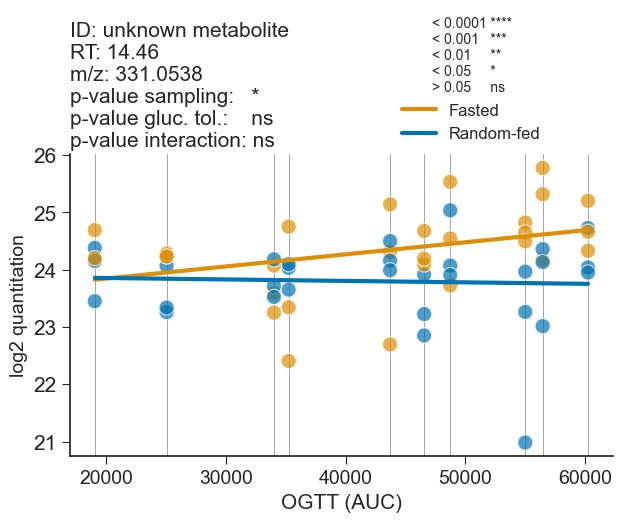 ID: unknown metabolite
RT: 14.46
m/z: 331.0538
p-value sampling: *
p-value gluc. tol.: ns
p-value interaction: ns
< 0.0001 ****
< 0.001 ***
< 0.01 **
< 0.05 *
> 0.05 ns
Fasted
Random-fed
26
25
24
23
22
21
log2 quantitation
20000 30000 40000 50000 60000
OGTT (AUC)